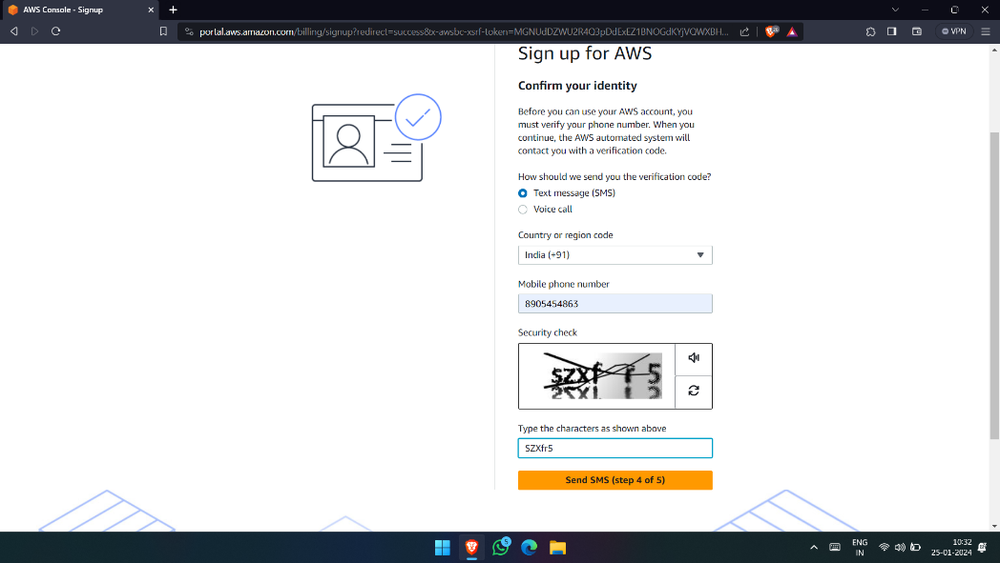 AWS Console - Signup
portal.aws.amazon.com/billing/signup?redirect=success&x-awsbc-xsrf-token=MGNUdDZWU2R4Q3pDdExEZ1BNOGdKYjVQWXBH...
VPN
Sign up for AWS
Confirm your identity
Before you can use your AWS account, you
must verify your phone number. When you
continue, the AWS automated system will
contact you with a verification code.
How should we send you the verification code?
Text message (SMS)
Voice call
Country or region code
India (+91)
Mobile phone number
8905454863
Security check
szxf r 5
Type the characters as shown above
SZXfr5
Send SMS (step 4 of 5)
5
ENG
IN
10:32
25-01-2024